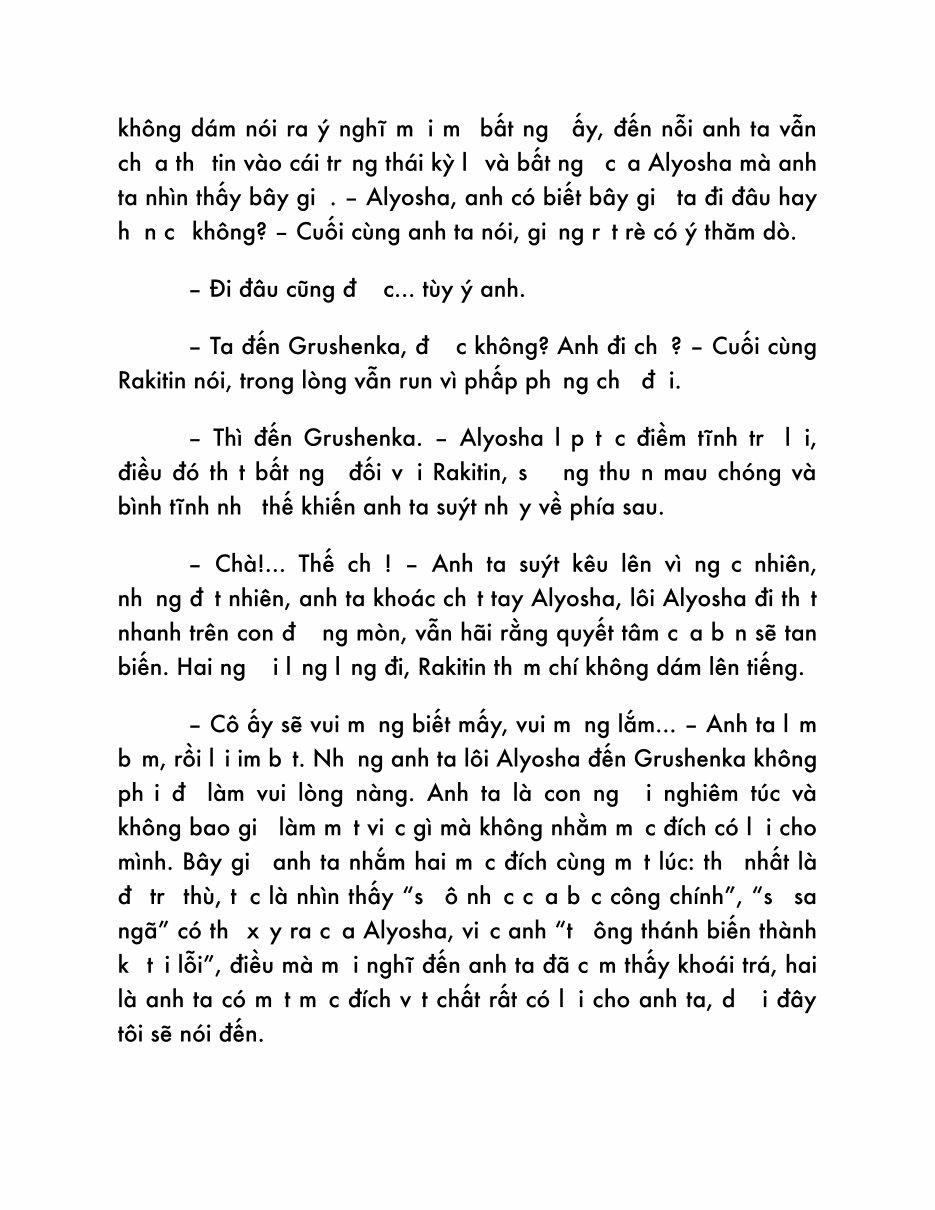 không dám nói ra ý nghĩ m i m bất ng ấy, đến nỗi anh ta vẫn
ch a th tin vào cái tr ng thái kỳ l và bất ng c a Alyosha mà anh
ta nhìn thấy bây gi . – Alyosha, anh có biết bây gi ta đi đâu hay
h n c không? – Cuối cùng anh ta nói, gi ng r t rè có ý thăm dò.
– Đi đâu cũng đ c... tùy ý anh.
– Ta đến Grushenka, đ c không? Anh đi ch ? – Cuối cùng
Rakitin nói, trong lòng vẫn run vì phấp ph ng ch đ i.
– Thì đến Grushenka. – Alyosha l p t c điềm tĩnh tr l i,
điều đó th t bất ng đối v i Rakitin, s ng thu n mau chóng và
bình tĩnh nh thế khiến anh ta suýt nh y về phía sau.
– Chà!... Thế ch ! – Anh ta suýt kêu lên vì ng c nhiên,
nh ng đ t nhiên, anh ta khoác ch t tay Alyosha, lôi Alyosha đi th t
nhanh trên con đ ng mòn, vẫn hãi rằng quyết tâm c a b n sẽ tan
biến. Hai ng i l ng l ng đi, Rakitin th m chí không dám lên tiếng.
– Cô ấy sẽ vui m ng biết mấy, vui m ng lắm... – Anh ta l m
b m, rồi l i im b t. Nh ng anh ta lôi Alyosha đến Grushenka không
ph i đ làm vui lòng nàng. Anh ta là con ng i nghiêm túc và
không bao gi làm m t vi c gì mà không nhằm m c đích có l i cho
mình. Bây gi anh ta nhắm hai m c đích cùng m t lúc: th nhất là
đ tr thù, t c là nhìn thấy “s ô nh c c a b c công chính”, “s sa
ngã” có th x y ra c a Alyosha, vi c anh “t ông thánh biến thành
k t i lỗi”, điều mà m i nghĩ đến anh ta đã c m thấy khoái trá, hai
là anh ta có m t m c đích v t chất rất có l i cho anh ta, d i đây
tôi sẽ nói đến.